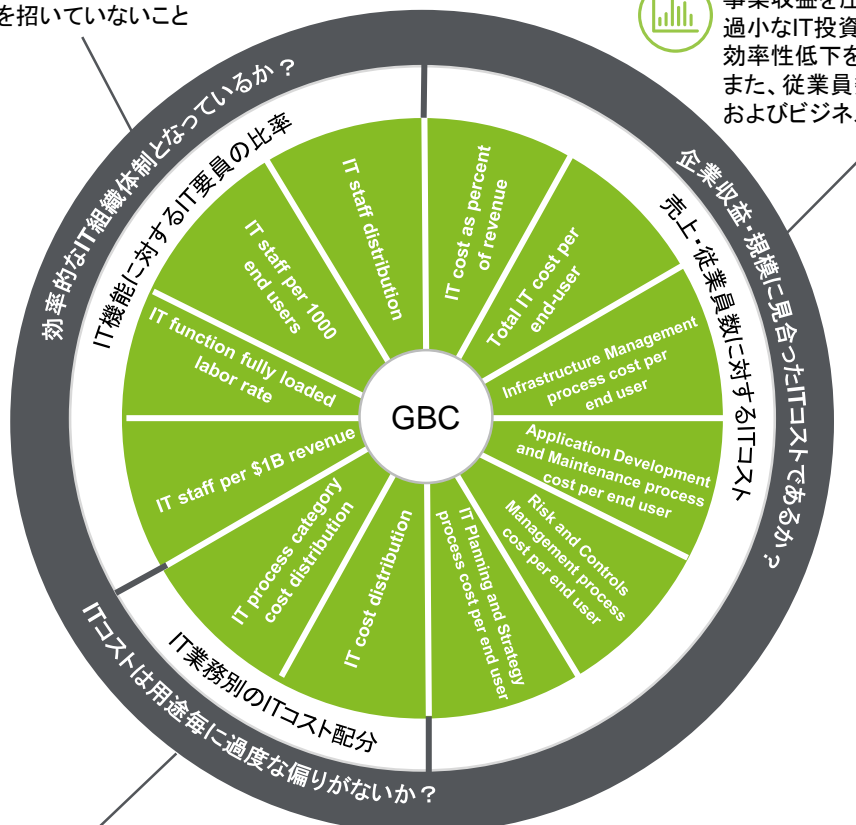 を招いていないこと
過小なIT投資
効率性低下を
また、従業員
およびビジネ
効率的なIT組織体制となっているか？
IT機能に対するIT要員の比率
企業収益・規模に見合ったITコストであるか？
売上・従業員数に対するITコスト
IT staff distribution
IT cost as percent
of revenue
IT staff per 1000
end users
Total IT cost per
end-user
IT function fully loaded
labor rate
Infrastructure Management
process cost per
end user
GBC
IT staff per $1B revenue
Application Development
and Maintenance process
cost per end user
IT process category
cost distribution
Risk and Controls
Management process
cost per end user
IT cost distribution
IT Planning and Strategy
process cost per end user
IT業務別のITコスト配分
ITコストは用途毎に過度な偏りがないか？